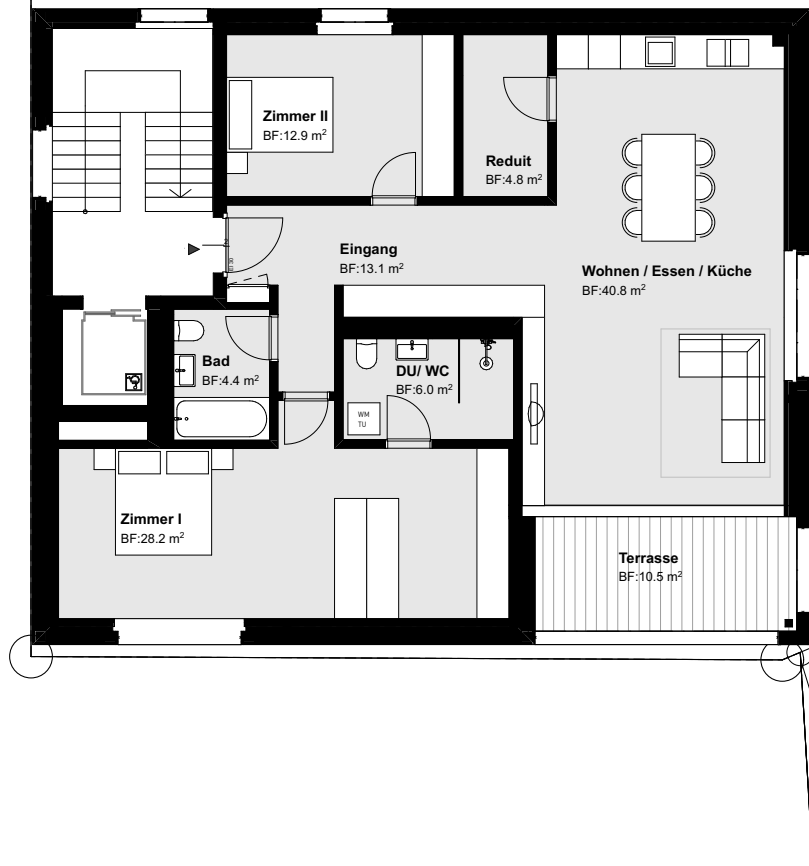 Zimmer II
BF:12.9 m²
Reduit
BF:4.8 m²
Eingang
BF:13.1 m²
Wohnen / Essen / Küche
BF:40.8 m²
EI 30
Bad
BF:4.4 m²
DU/ WC
BF:6.0 m²
WM
TU
Zimmer I
BF:28.2 m²
Terrasse
BF:10.5 m²